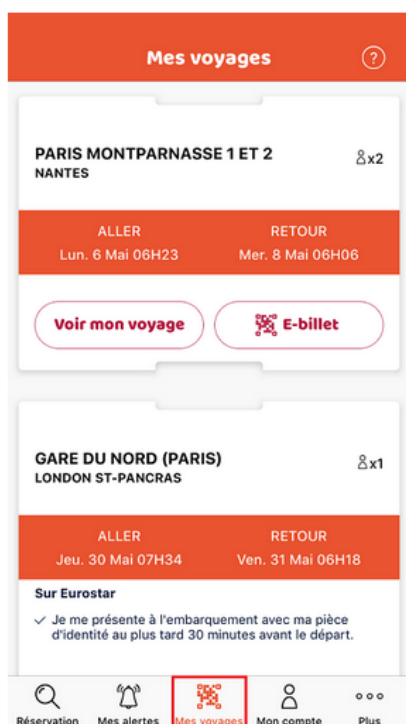 Mes voyages
?
PARIS MONTPARNASSE 1 ET 2
NANTES
x2
ALLER
RETOUR
Lun. 6 Mai 06H23
Mer. 8 Mai 06H06
Voir mon voyage
E-billet
GARE DU NORD (PARIS)
LONDON ST-PANCRAS
x1
ALLER
RETOUR
Jeu. 30 Mai 07H34
Ven. 31 Mai 06H18
Sur Eurostar
✓ Je me présente à l'embarquement avec ma pièce
d'identité au plus tard 30 minutes avant le départ.
Réservation
Mes alertes
Mes voyages
Mon compte
Plus